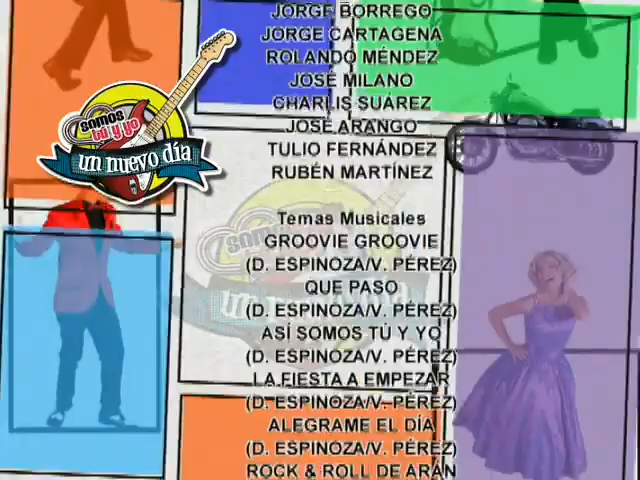 JORGE BORREGO
JORGE CARTAGENA
ROLANDO MÉNDEZ
JOSÉ MILANO
CHARLIS SUÁREZ
JOSÉ ARANGO
TULIO FERNÁNDEZ
RUBÉN MARTÍNEZ
somos
tú y yo
un nuevo día
Temas Musicales
GROOVIE GROOVIE
(D. ESPINOZA/V. PÉREZ)
QUE PASO
(D. ESPINOZA/V. PÉREZ)
ASÍ SOMOS TÚ Y YO
(D. ESPINOZA/V. PÉREZ)
LA FIESTA A EMPEZAR
(D. ESPINOZA/V. PÉREZ)
ALEGRAME EL DÍA
(D. ESPINOZA/V. PÉREZ)
ROCK & ROLL DE ARAN